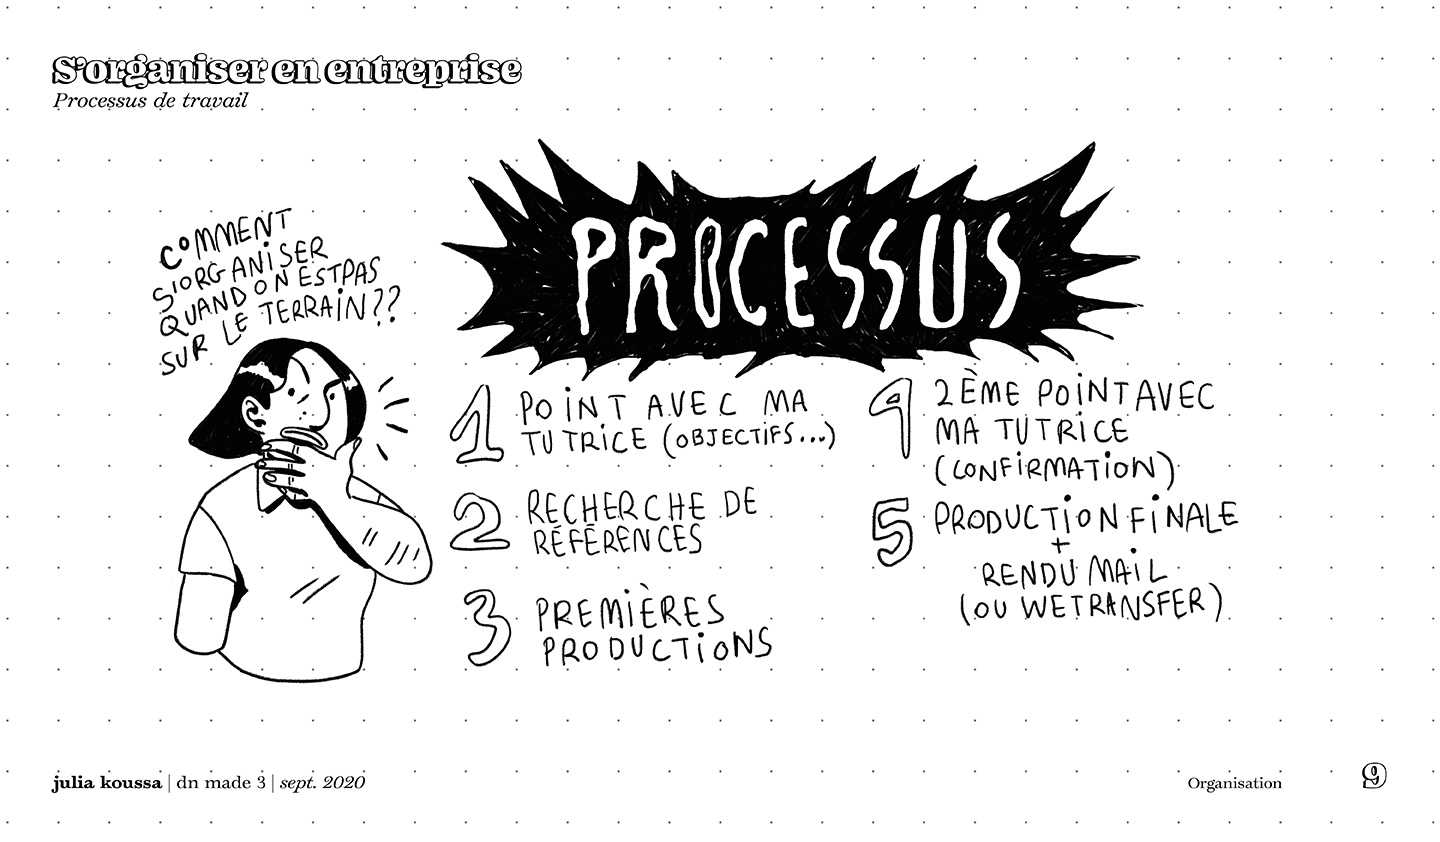 S'organiser en entreprise
Processus de travail
PROCESSUS
COMMENT
S'ORGANISER
QUAND ON EST PAS
SUR LE TERRAIN??
1 POINT AVEC MA
TUTRICE (OBJECTIFS...)
2 RECHERCHE DE
RÉFÉRENCES
3 PREMIÈRES
PRODUCTIONS
4 2ÈME POINT AVEC
MA TUTRICE
(CONFIRMATION)
5 PRODUCTION FINALE
+
RENDU MAIL
(OU WETRANSFER)
julia koussa | dn made 3 | sept. 2020
Organisation
9